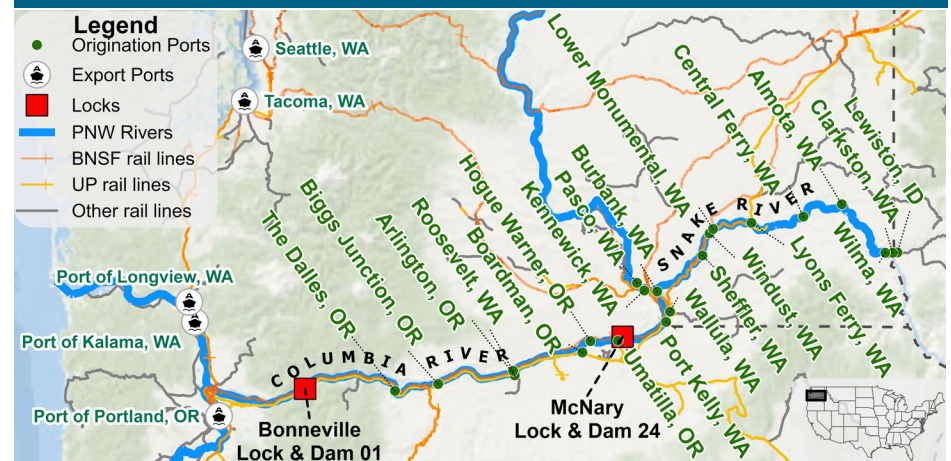 Legend
Origination Ports
Export Ports
Locks
PNW Rivers
BNSF rail lines
UP rail lines
Other rail lines
Seattle, WA
Tacoma, WA
Port of Longview, WA
Port of Kalama, WA
Port of Portland, OR
The Dalles, OR
Biggs Junction, OR
Arlington, OR
Roosevelt, WA
Boardman, OR
Hogue Warner, OR
Kennewick, WA
Pasco, WA
Burbank, WA
Lower Monumental, WA
Central Ferry, WA
Almota, WA
Clarkston, WA
Lewiston, ID
SNAKE RIVER
COLUMBIA RIVER
Wilma, WA
Lyons Ferry, WA
Windust, WA
Sheffler, WA
Wallula, WA
Port Kelly, WA
Umatilla, OR
Bonneville
Lock & Dam 01
McNary
Lock & Dam 24